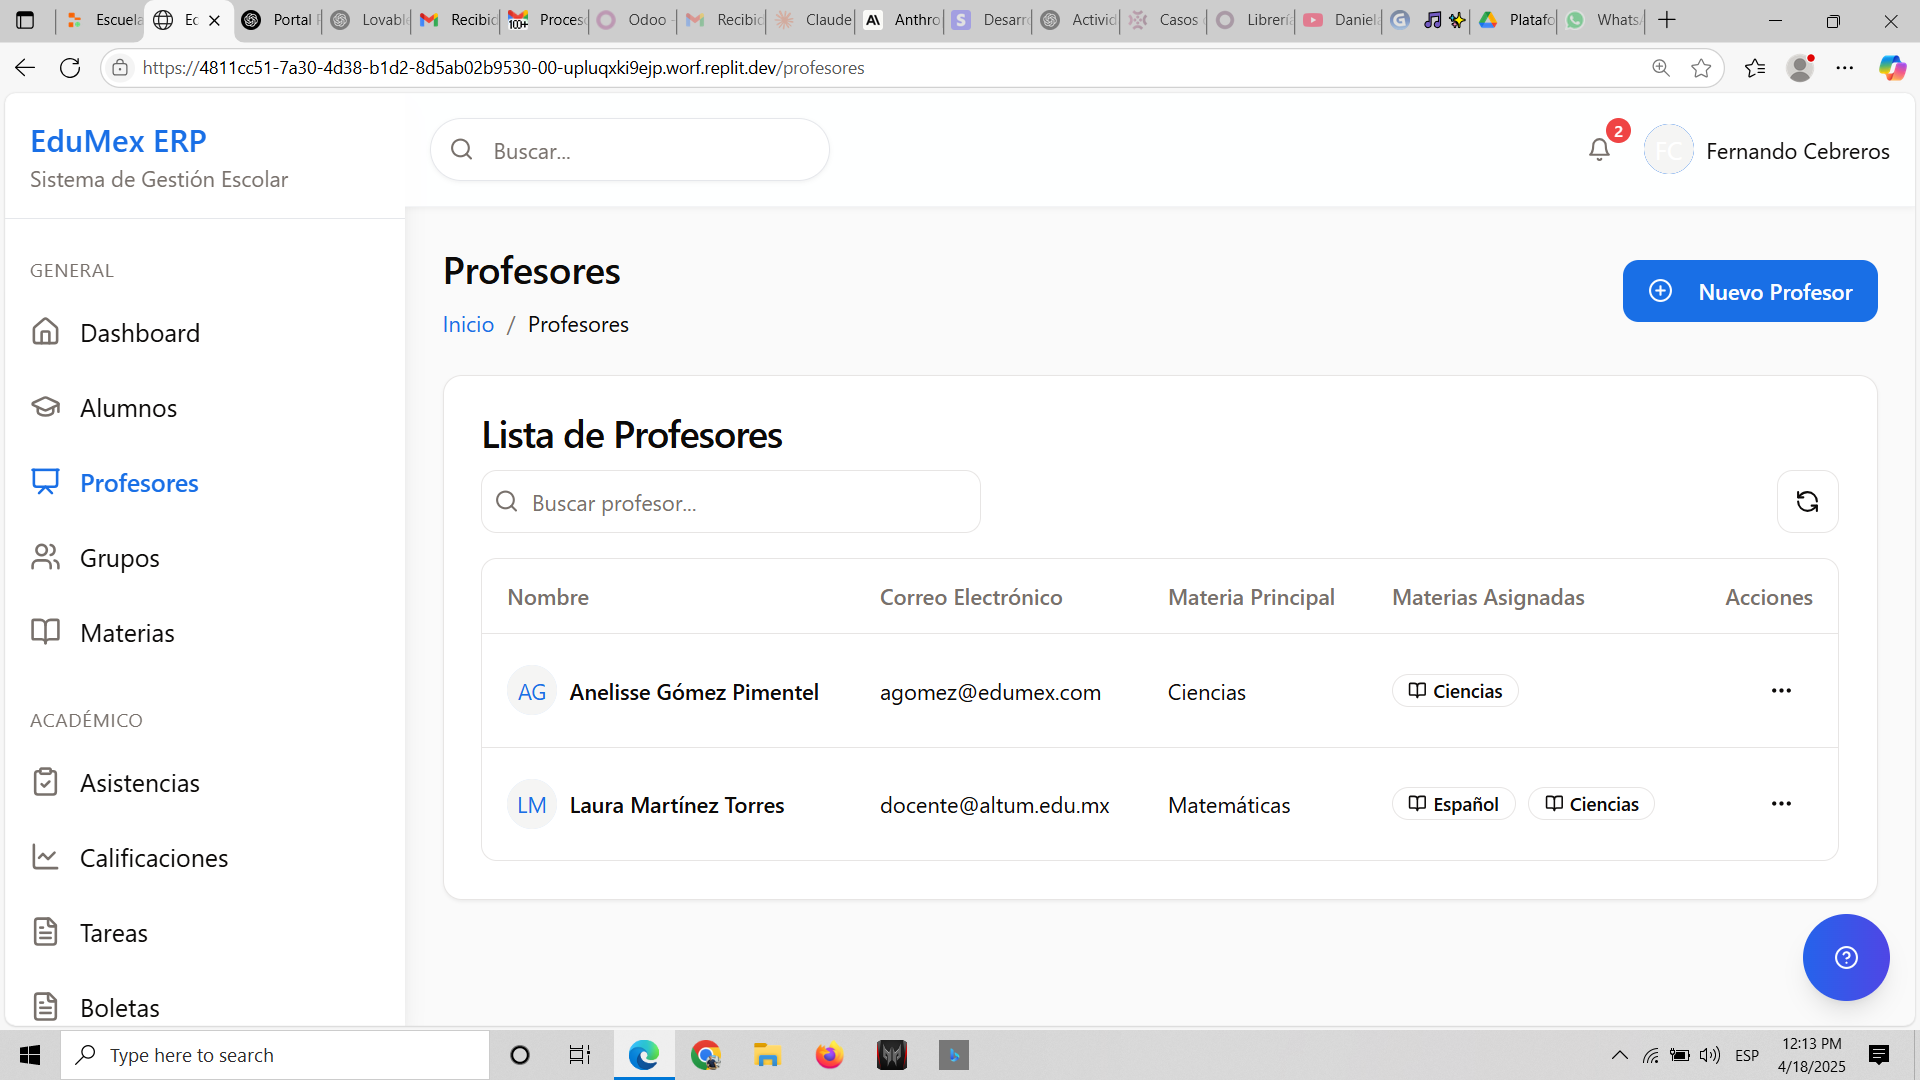 Escuela
Ec
Portal
Lovable
Recibid
100+
Proces
Odoo
Recibid
Claude
Anthro
Desarr
Activid
Casos
Librerí
Daniel
Platafo
Whats
https://4811cc51-7a30-4d38-b1d2-8d5ab02b9530-00-upluqxki9ejp.worf.replit.dev/profesores
EduMex ERP
Sistema de Gestión Escolar
Buscar...
2
FC
Fernando Cebreros
GENERAL
Dashboard
Alumnos
Profesores
Grupos
Materias
ACADÉMICO
Asistencias
Calificaciones
Tareas
Boletas
Profesores
Inicio / Profesores
Nuevo Profesor
Lista de Profesores
Buscar profesor...
Nombre Correo Electrónico Materia Principal Materias Asignadas Acciones
AG Anelisse Gómez Pimentel agomez@edumex.com Ciencias Ciencias ...
LM Laura Martínez Torres docente@altum.edu.mx Matemáticas Español Ciencias ...
Type here to search
ESP
12:13 PM
4/18/2025